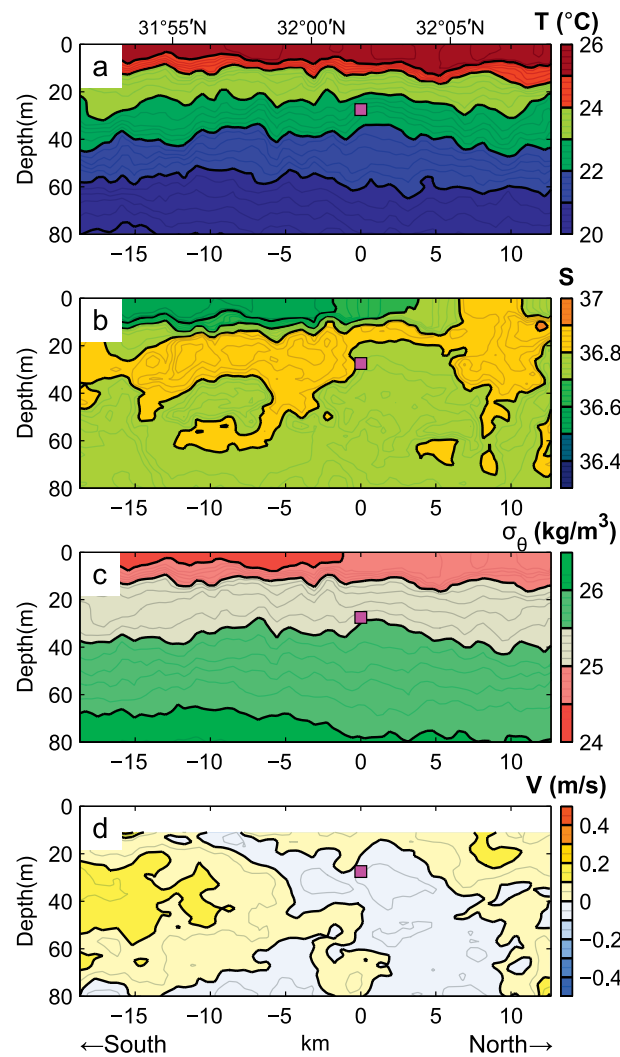 31°55′N 32°00′N 32°05′N T (°C)
a
Depth(m)
0
20
40
60
80
−15 −10 −5 0 5 10
26
24
22
20
S
b
Depth(m)
0
20
40
60
80
−15 −10 −5 0 5 10
37
36.8
36.6
36.4
σθ (kg/m³)
c
Depth(m)
0
20
40
60
80
−15 −10 −5 0 5 10
26
25
24
V (m/s)
d
Depth(m)
0
20
40
60
80
−15 −10 −5 0 5 10
0.4
0.2
0
−0.2
−0.4
←South km North→